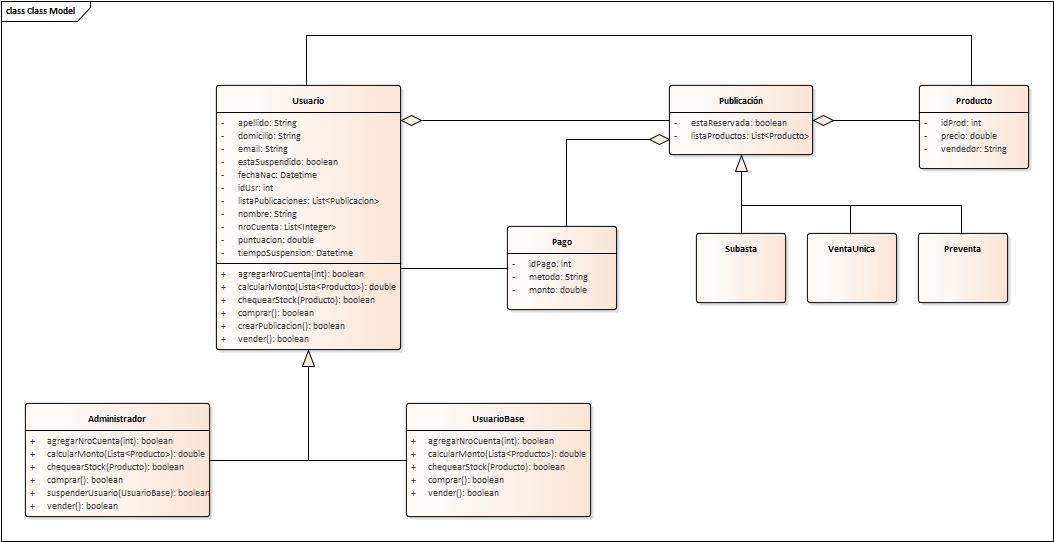 class Class Model
Usuario
- apellido: String
- domicilio: String
- email: String
- estaSuspendido: boolean
- fechaNac: Datetime
- idUsr: int
- listaPublicaciones: List<Publicacion>
- nombre: String
- nroCuenta: List<Integer>
- puntuacion: double
- tiempoSuspension: Datetime
+ agregarNroCuenta(int): boolean
+ calcularMonto(Lista<Producto>): double
+ chequearStock(Producto): boolean
+ comprar(): boolean
+ crearPublicacion(): boolean
+ vender(): boolean
Publicación
- estaReservada: boolean
- listaProductos: List<Producto>
Producto
- idProd: int
- precio: double
- vendedor: String
Pago
- idPago: int
- metodo: String
- monto: double
Subasta
VentaUnica
Preventa
Administrador
+ agregarNroCuenta(int): boolean
+ calcularMonto(Lista<Producto>): double
+ chequearStock(Producto): boolean
+ comprar(): boolean
+ suspenderUsuario(UsuarioBase): boolean
+ vender(): boolean
UsuarioBase
+ agregarNroCuenta(int): boolean
+ calcularMonto(Lista<Producto>): double
+ chequearStock(Producto): boolean
+ comprar(): boolean
+ vender(): boolean